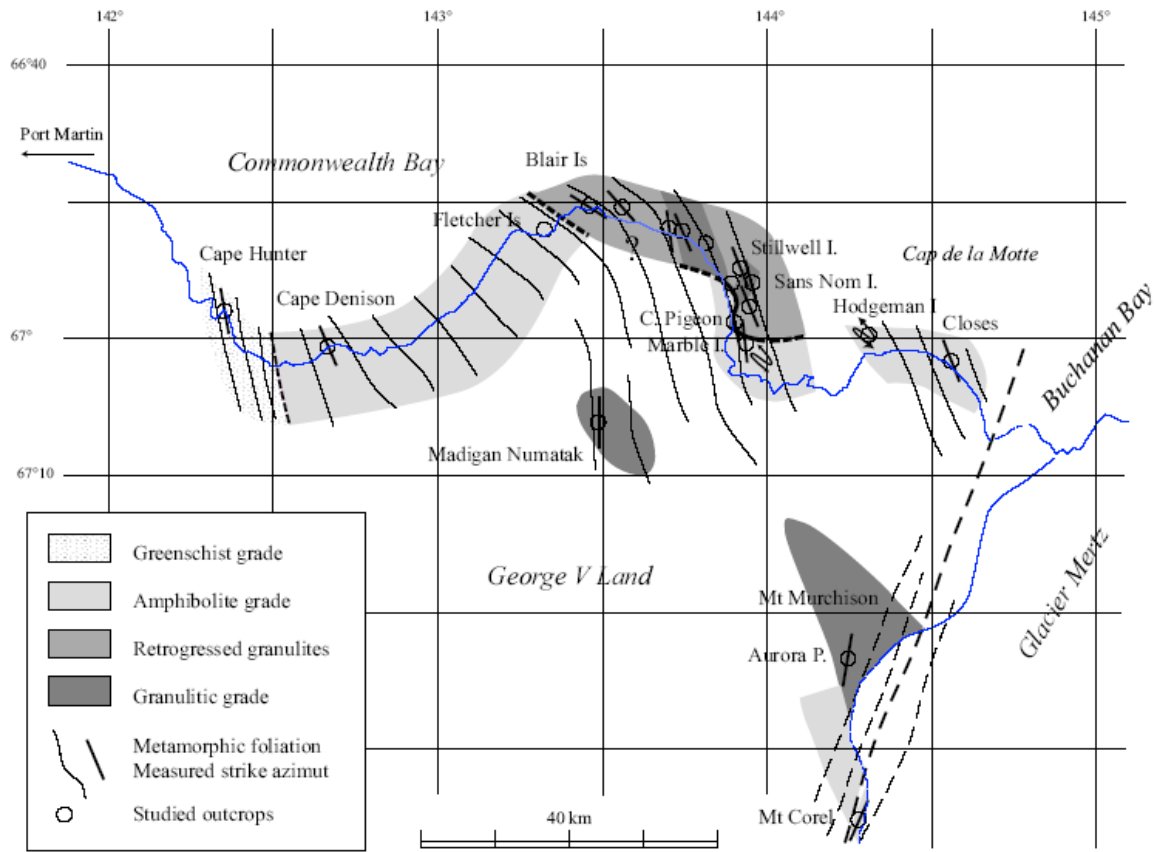 142°
143°
144°
145°
66°40
Port Martin
Commonwealth Bay
Blair Is
Fletcher Is
?
Stillwell I.
Cape Hunter
Cap de la Motte
Sans Nom I.
Cape Denison
Hodgeman I
C. Pigeon
Closes
67°
Marble I.
Buchanan Bay
Madigan Numatak
67°10
Greenschist grade
Amphibolite grade
Retrogressed granulites
Granulitic grade
Metamorphic foliation
Measured strike azimut
Studied outcrops
George V Land
Mt Murchison
Glacier Mertz
Aurora P.
Mt Corel
40 km